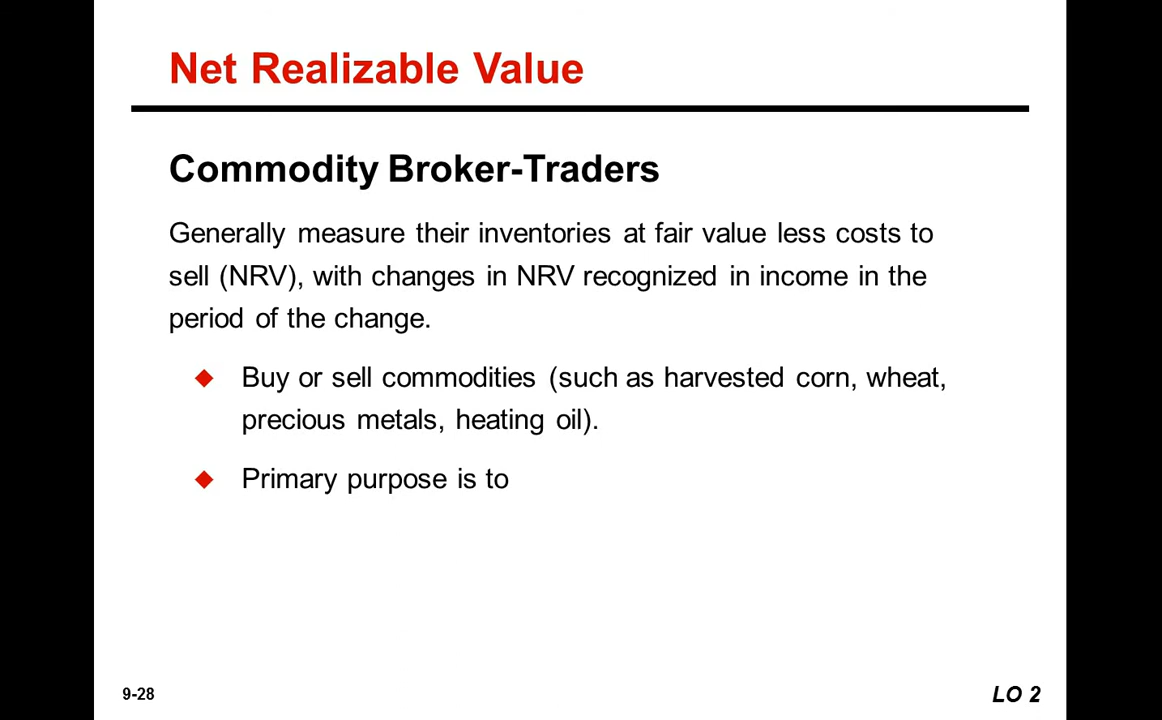 Net Realizable Value
Commodity Broker-Traders
Generally measure their inventories at fair value less costs to
sell (NRV), with changes in NRV recognized in income in the
period of the change.
Buy or sell commodities (such as harvested corn, wheat,
precious metals, heating oil).
Primary purpose is to
9-28
LO 2